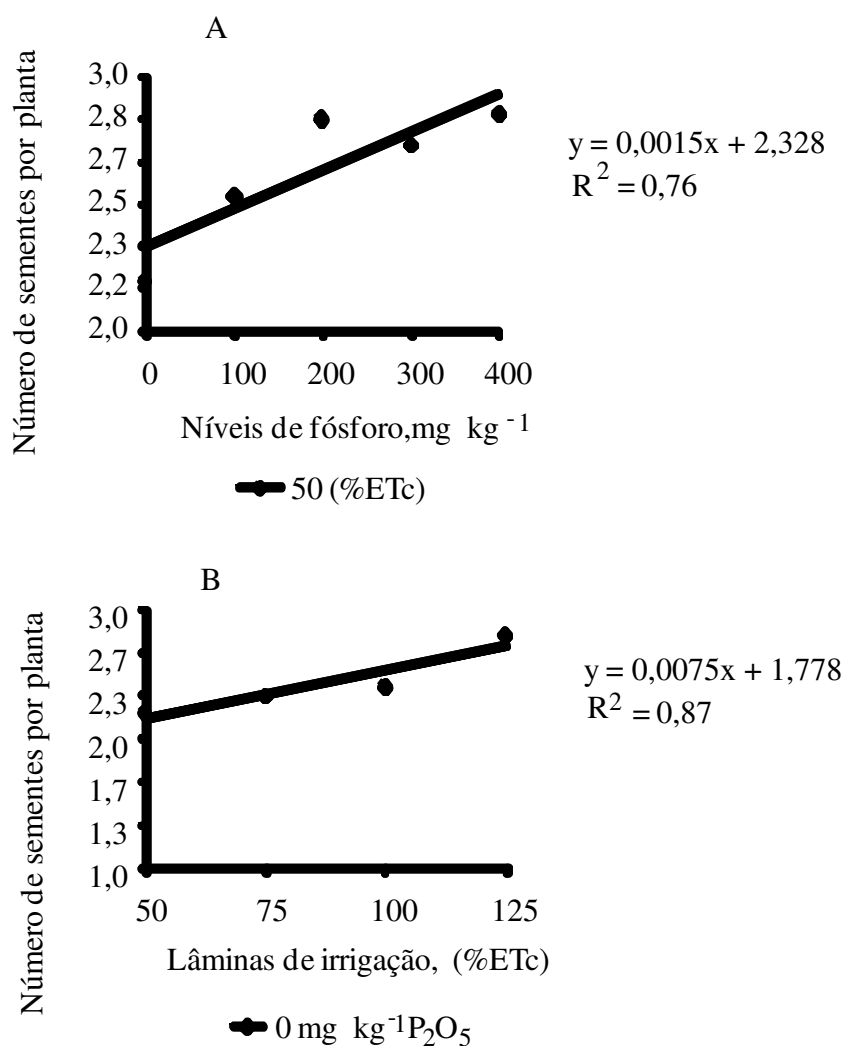 A
Número de sementes por planta
3,0
2,8
2,7
2,5
2,3
2,2
2,0
0 100 200 300 400
Níveis de fósforo,mg kg⁻¹
50 (%ETc)
y = 0,0015x + 2,328
R² = 0,76
B
Número de sementes por planta
3,0
2,7
2,3
2,0
1,7
1,3
1,0
50 75 100 125
Lâminas de irrigação, (%ETc)
0 mg kg⁻¹P₂O₅
y = 0,0075x + 1,778
R² = 0,87